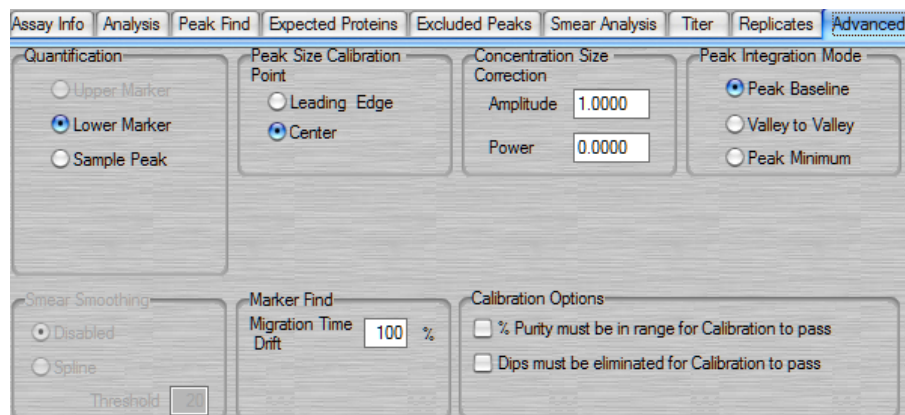 Assay Info Analysis Peak Find Expected Proteins Excluded Peaks Smear Analysis Titer Replicates Advanced
Quantification
Upper Marker
Lower Marker
Sample Peak
Peak Size Calibration
Point
Leading Edge
Center
Concentration Size
Correction
Amplitude 1.0000
Power 0.0000
Peak Integration Mode
Peak Baseline
Valley to Valley
Peak Minimum
Smear Smoothing
Disabled
Spline
Threshold 20
Marker Find
Migration Time
Drift 100 %
Calibration Options
% Purity must be in range for Calibration to pass
Dips must be eliminated for Calibration to pass